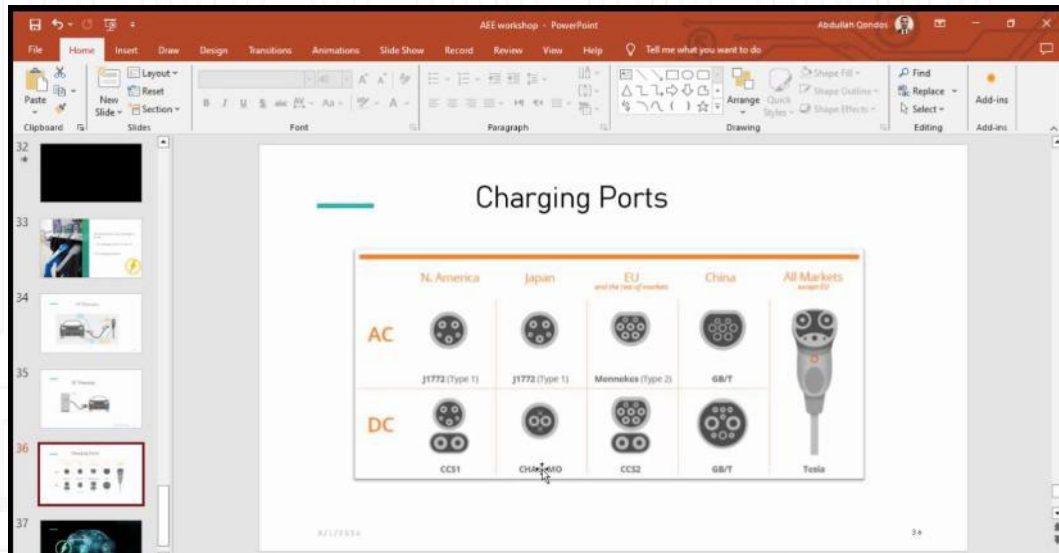 AEE workshop - PowerPoint
Abdullah Qondos
File Home Insert Draw Design Transitions Animations Slide Show Record Review View Help Tell me what you want to do
Paste
New Slide
Layout
Reset
Section
B I U S abc AV Aa A
Arrange
Quick Styles
Shape Fill
Shape Outline
Shape Effects
Find
Replace
Select
Add-ins
Clipboard Slides Font Paragraph Drawing Editing Add-ins
32
33
34
35
36
37
Charging Ports
N. America Japan EU China All Markets
and the rest of markets except EU
AC
J1772 (Type 1) J1772 (Type 1) Mennekes (Type 2) GB/T
DC
CCS1 CCS2 GB/T Tesla
36